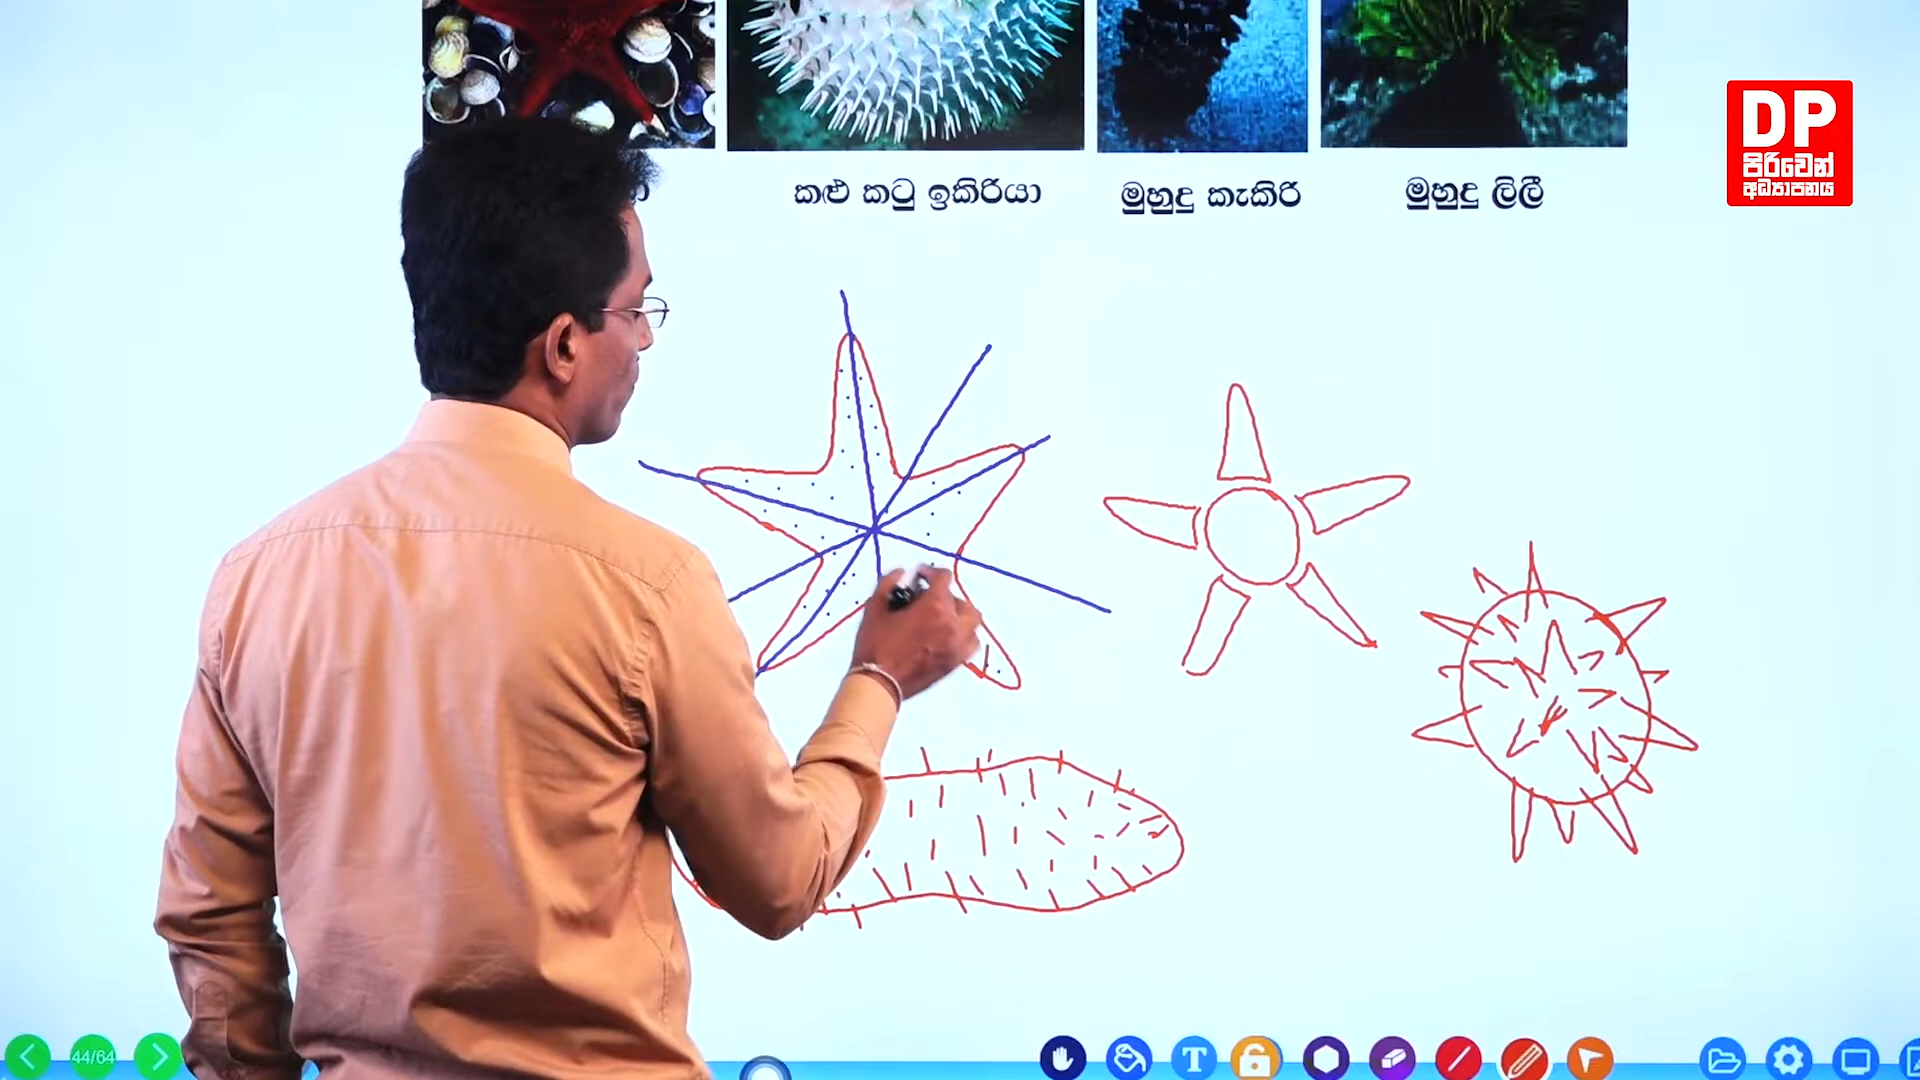 DP
පිරිවෙන්
අධ්‍යාපනය
කළු කටු ඉකිරියා
මුහුදු කැකිරි
මුහුදු ලිලී
44/64
T